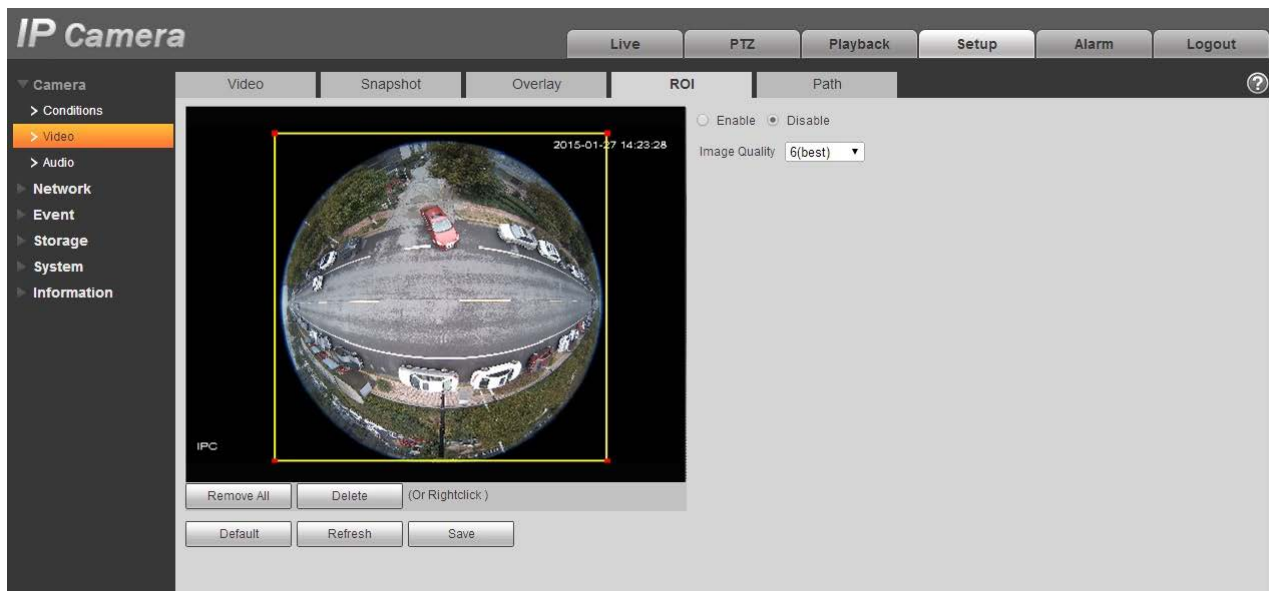 IP Camera
Live
PTZ
Playback
Setup
Alarm
Logout
Camera
> Conditions
> Video
> Audio
Network
Event
Storage
System
Information
Video
Snapshot
Overlay
ROI
Path
?
2015-01-27 14:23:28
IPC
Enable
Disable
Image Quality 6(best)
Remove All
Delete
(Or Rightclick )
Default
Refresh
Save